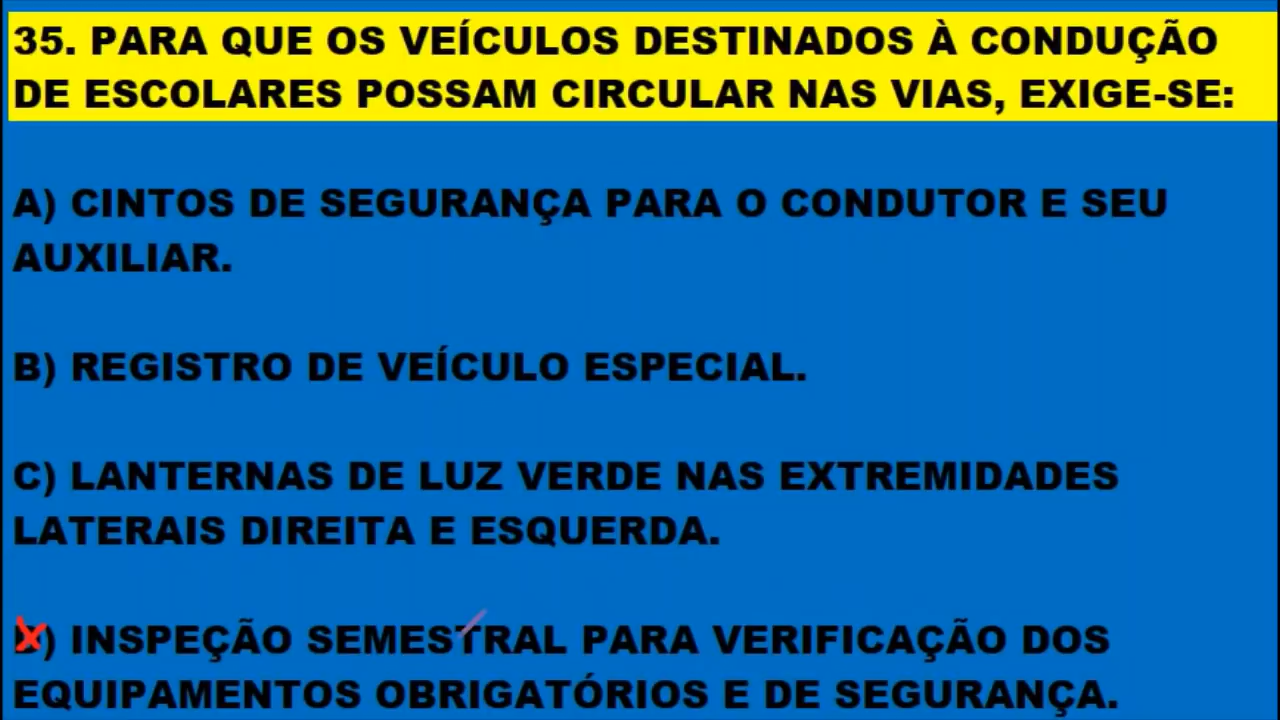 35. PARA QUE OS VEÍCULOS DESTINADOS À CONDUÇÃO
DE ESCOLARES POSSAM CIRCULAR NAS VIAS, EXIGE-SE:
A) CINTOS DE SEGURANÇA PARA O CONDUTOR E SEU
AUXILIAR.
B) REGISTRO DE VEÍCULO ESPECIAL.
C) LANTERNAS DE LUZ VERDE NAS EXTREMIDADES
LATERAIS DIREITA E ESQUERDA.
D) INSPEÇÃO SEMESTRAL PARA VERIFICAÇÃO DOS
EQUIPAMENTOS OBRIGATÓRIOS E DE SEGURANÇA.